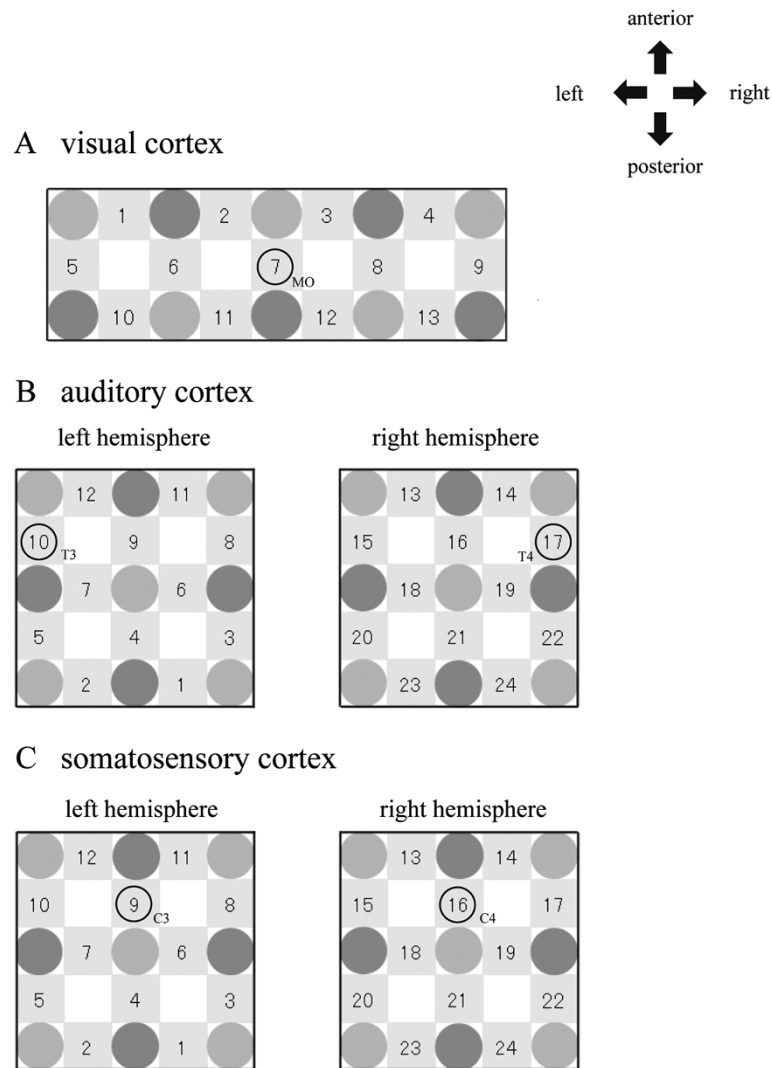 anterior
left right
posterior
A visual cortex
1 2 3 4
5 6 7 8 9
MO
10 11 12 13
B auditory cortex
left hemisphere right hemisphere
12 11 13 14
10 T3 9 8 15 16 T4 17
7 6 18 19
5 4 3 20 21 22
2 1 23 24
C somatosensory cortex
left hemisphere right hemisphere
12 11 13 14
10 9 C3 8 15 16 C4 17
7 6 18 19
5 4 3 20 21 22
2 1 23 24